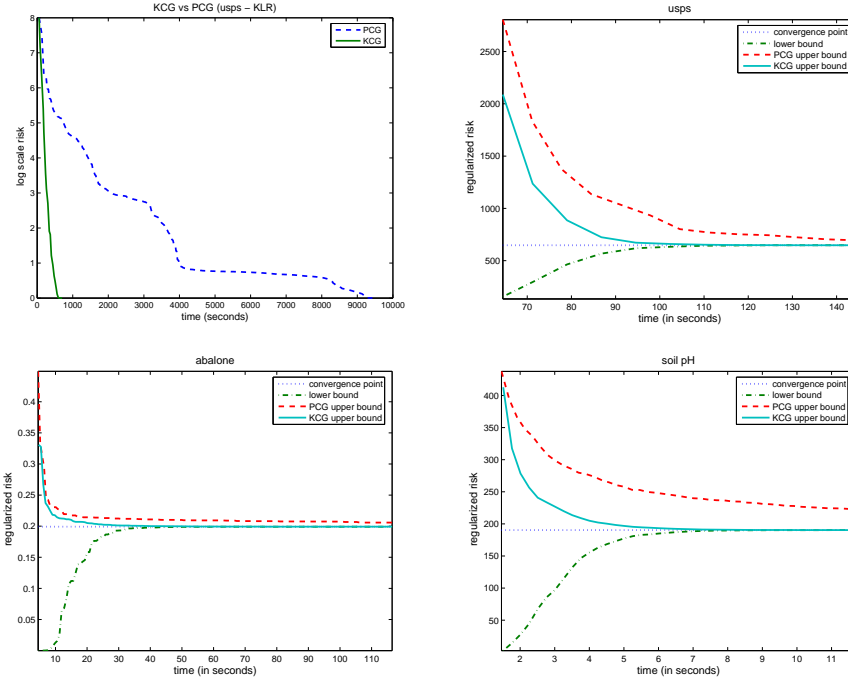 KCG vs PCG (usps – KLR)
log scale risk
8
7
6
5
4
3
2
1
0
0 1000 2000 3000 4000 5000 6000 7000 8000 9000 10000
time (seconds)
PCG
KCG
usps
regularized risk
2500
2000
1500
1000
500
70 80 90 100 110 120 130 140
time (in seconds)
convergence point
lower bound
PCG upper bound
KCG upper bound
abalone
regularized risk
0.4
0.35
0.3
0.25
0.2
0.15
0.1
0.05
10 20 30 40 50 60 70 80 90 100 110
time (in seconds)
convergence point
lower bound
PCG upper bound
KCG upper bound
soil pH
regularized risk
400
350
300
250
200
150
100
50
2 3 4 5 6 7 8 9 10 11
time (in seconds)
convergence point
lower bound
PCG upper bound
KCG upper bound